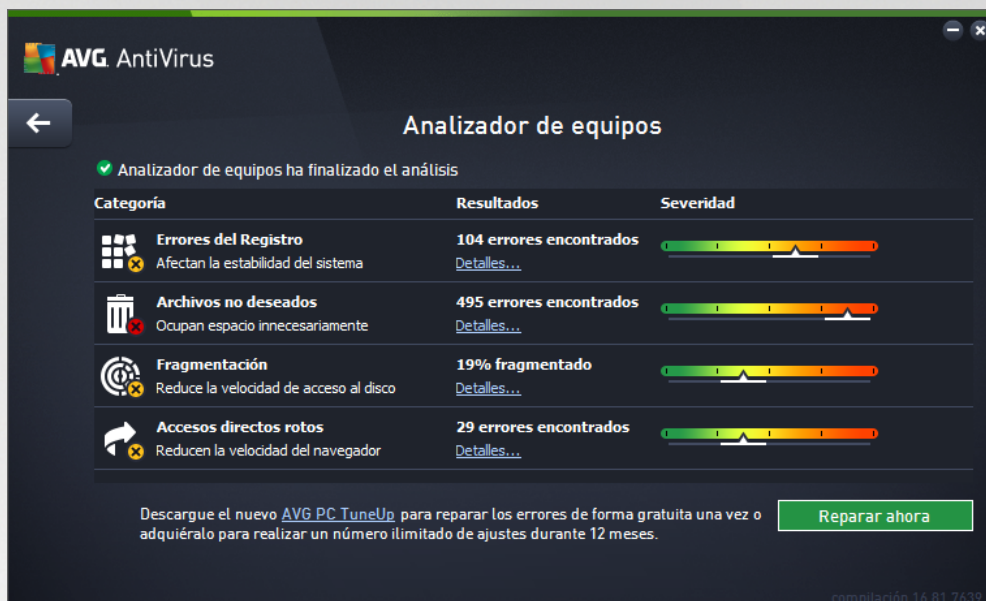 AVG. AntiVirus
Analizador de equipos
Analizador de equipos ha finalizado el análisis
Categoría Resultados Severidad
Errores del Registro 104 errores encontrados
Afectan la estabilidad del sistema Detalles...
Archivos no deseados 495 errores encontrados
Ocupan espacio innecesariamente Detalles...
Fragmentación 19% fragmentado
Reduce la velocidad de acceso al disco Detalles...
Accesos directos rotos 29 errores encontrados
Reducen la velocidad del navegador Detalles...
Descargue el nuevo AVG PC TuneUp para reparar los errores de forma gratuita una vez o
adquiéralo para realizar un número ilimitado de ajustes durante 12 meses.
Reparar ahora
compilación 16.81.7639